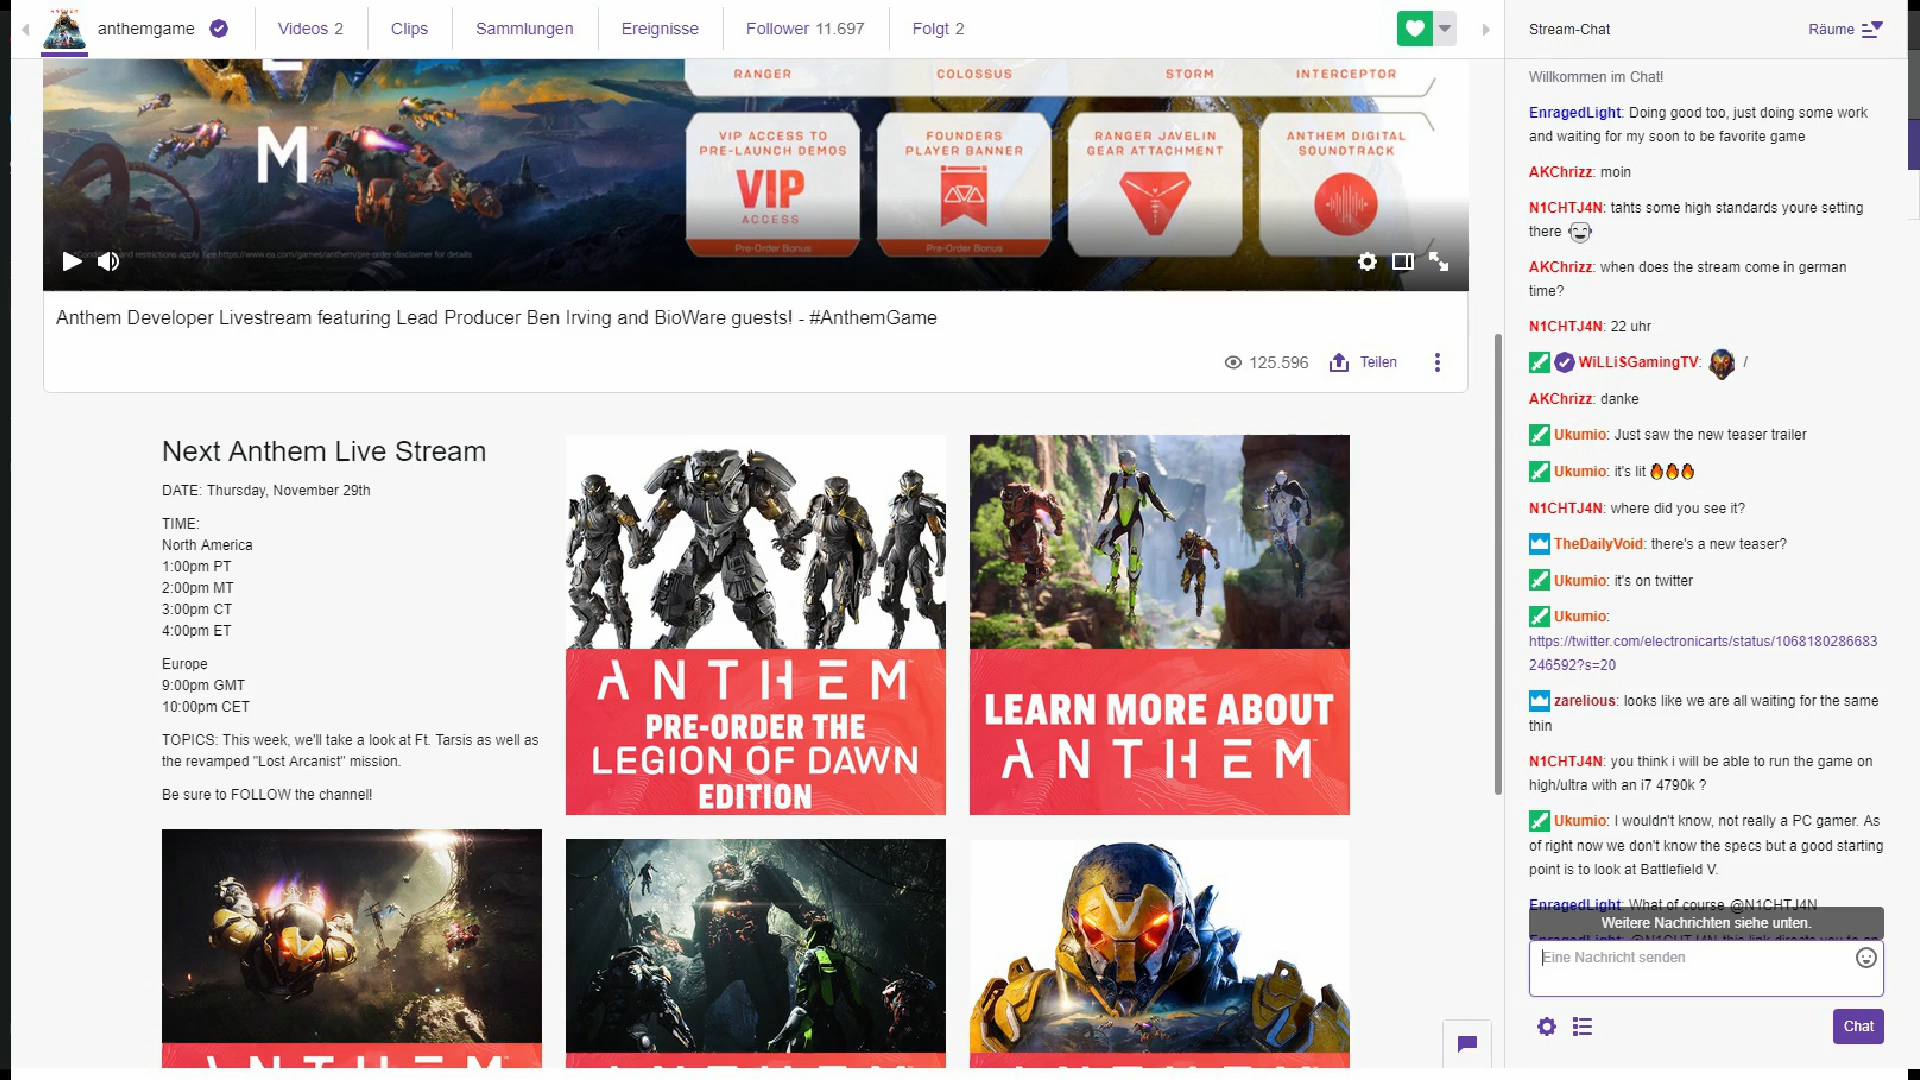 anthemgame
Videos 2
Clips
Sammlungen
Ereignisse
Follower 11.697
Folgt 2
RANGER
COLOSSUS
STORM
INTERCEPTOR
M
VIP ACCESS TO
PRE-LAUNCH DEMOS
VIP
ACCESS
Pre-Order Bonus
FOUNDERS
PLAYER BANNER
Pre-Order Bonus
RANGER JAVELIN
GEAR ATTACHMENT
ANTHEM DIGITAL
SOUNDTRACK
Anthem Developer Livestream featuring Lead Producer Ben Irving and BioWare guests! - #AnthemGame
125.596
Teilen
Next Anthem Live Stream
DATE: Thursday, November 29th
TIME:
North America
1:00pm PT
2:00pm MT
3:00pm CT
4:00pm ET
Europe
9:00pm GMT
10:00pm CET
TOPICS: This week, we'll take a look at Ft. Tarsis as well as
the revamped "Lost Arcanist" mission.
Be sure to FOLLOW the channel!
ANTHEM
PRE-ORDER THE
LEGION OF DAWN
EDITION
LEARN MORE ABOUT
ANTHEM
Stream-Chat
Räume
Willkommen im Chat!
EnragedLight: Doing good too, just doing some work
and waiting for my soon to be favorite game
AKChrizz: moin
N1CHTJ4N: tahts some high standards youre setting
there
AKChrizz: when does the stream come in german
time?
N1CHTJ4N: 22 uhr
WiLLiSGamingTV: /
AKChrizz: danke
Ukumio: Just saw the new teaser trailer
Ukumio: it's lit 🔥🔥🔥
N1CHTJ4N: where did you see it?
TheDailyVoid: there's a new teaser?
Ukumio: it's on twitter
Ukumio:
https://twitter.com/electronicarts/status/1068180286683
246592?s=20
zarelious: looks like we are all waiting for the same
thin
N1CHTJ4N: you think i will be able to run the game on
high/ultra with an i7 4790k ?
Ukumio: I wouldn't know, not really a PC gamer. As
of right now we don't know the specs but a good starting
point is to look at Battlefield V.
EnragedLight: What of course @N1CHTJ4N
Weitere Nachrichten siehe unten.
Eine Nachricht senden
Chat